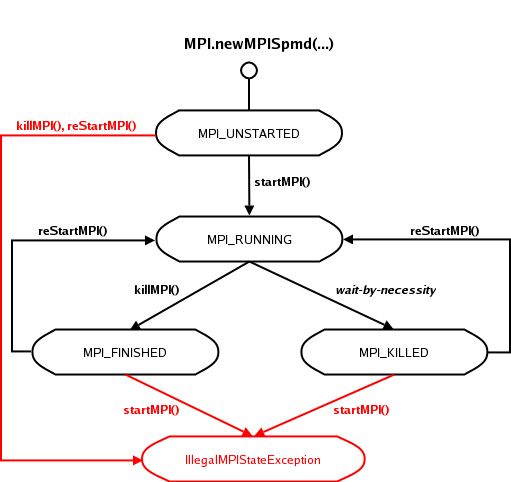 MPI.newMPISpmd(...)
killMPI(), reStartMPI()
MPI_UNSTARTED
startMPI()
reStartMPI()
reStartMPI()
MPI_RUNNING
killMPI()
wait-by-necessity
MPI_FINISHED
MPI_KILLED
startMPI()
startMPI()
IllegalMPIStateException